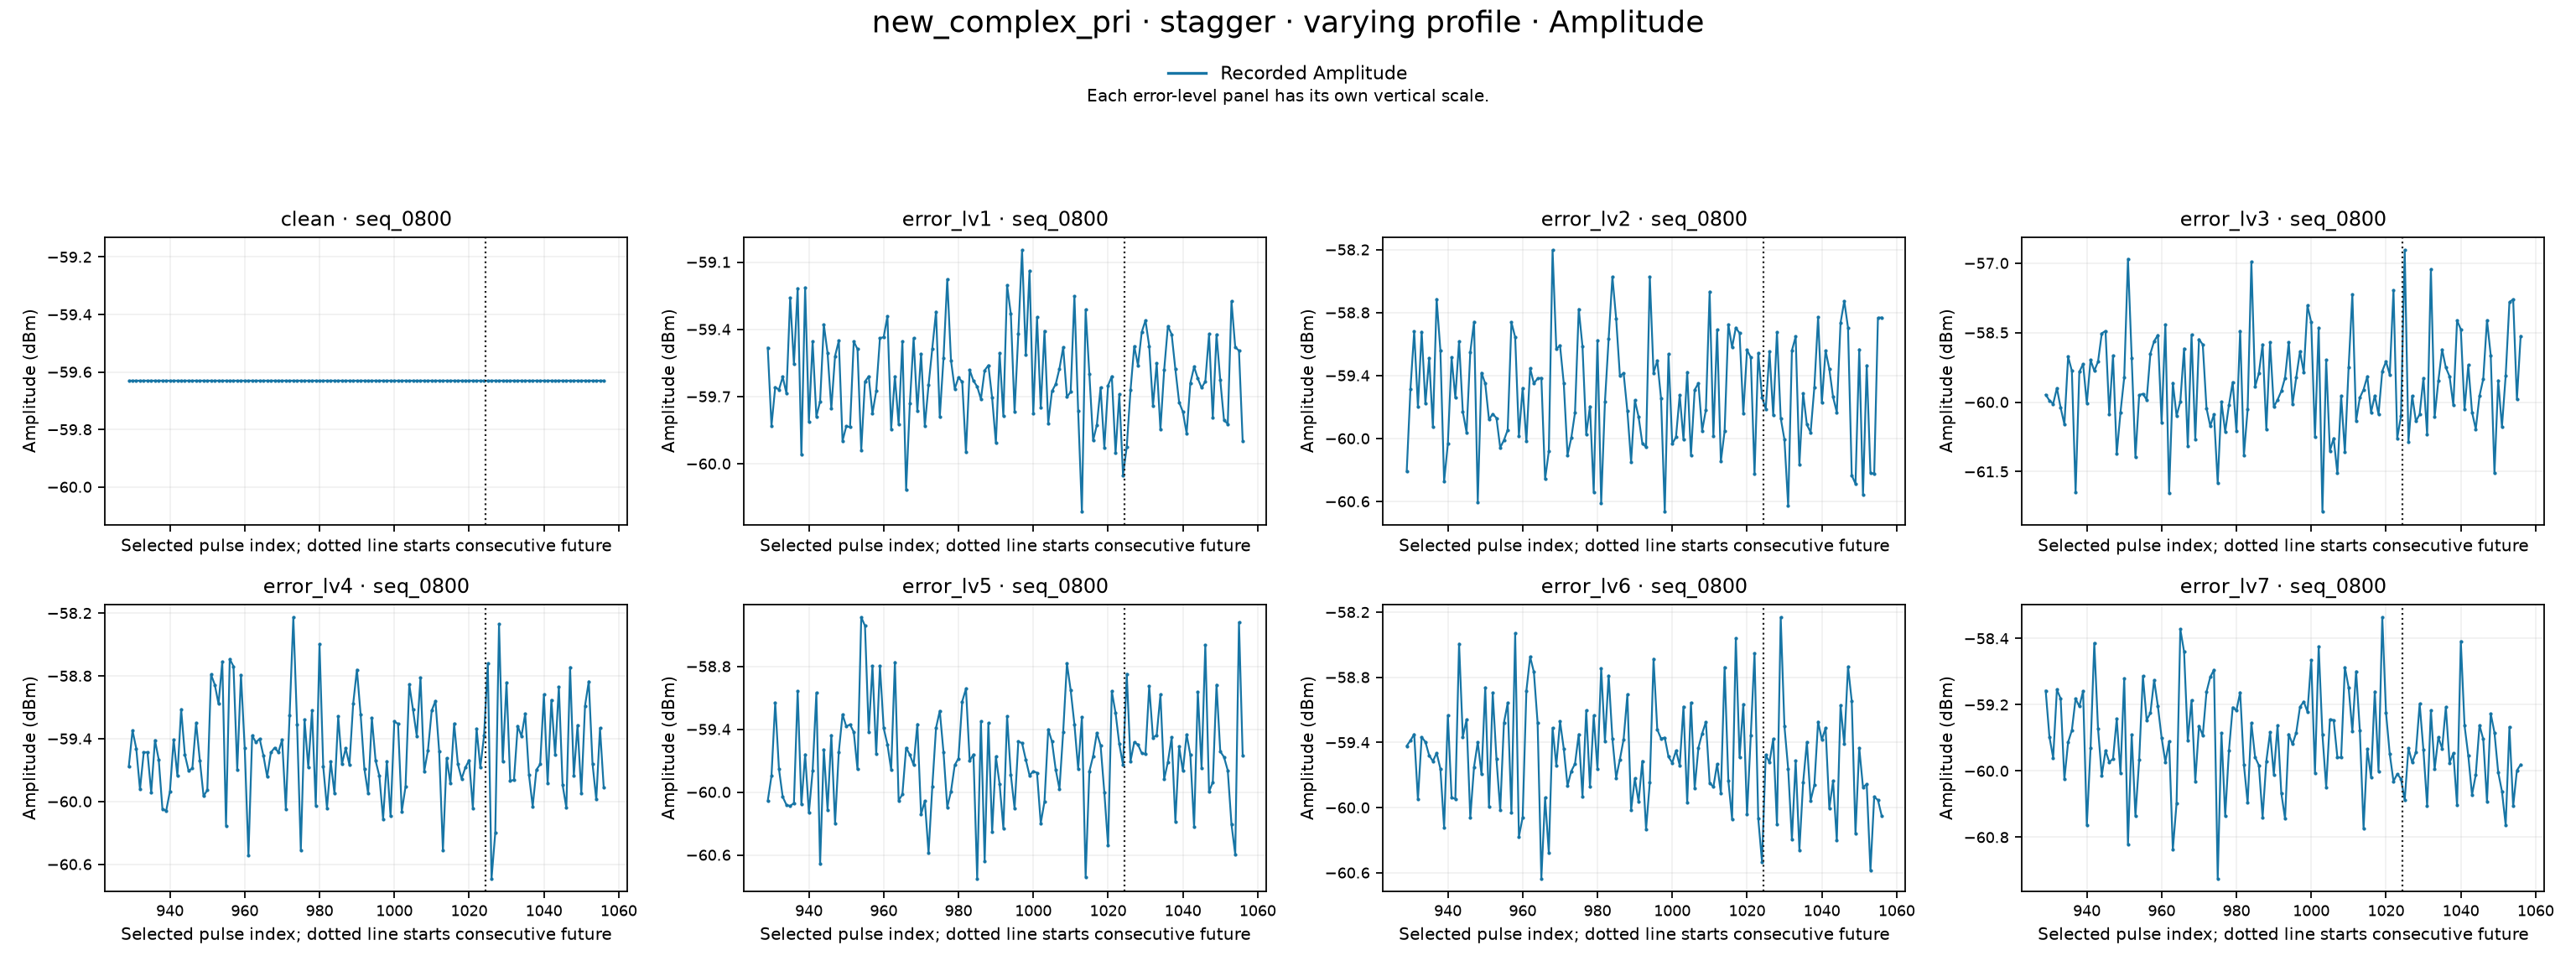 new_complex_pri · stagger · varying profile · Amplitude
Recorded Amplitude
Each error-level panel has its own vertical scale.
clean · seq_0800
−59.2
−59.4
−59.6
−59.8
−60.0
Amplitude (dBm)
Selected pulse index; dotted line starts consecutive future
error_lv1 · seq_0800
−59.1
−59.4
−59.7
−60.0
Amplitude (dBm)
Selected pulse index; dotted line starts consecutive future
error_lv2 · seq_0800
−58.2
−58.8
−59.4
−60.0
−60.6
Amplitude (dBm)
Selected pulse index; dotted line starts consecutive future
error_lv3 · seq_0800
−57.0
−58.5
−60.0
−61.5
Amplitude (dBm)
Selected pulse index; dotted line starts consecutive future
error_lv4 · seq_0800
−58.2
−58.8
−59.4
−60.0
−60.6
Amplitude (dBm)
940 960 980 1000 1020 1040 1060
Selected pulse index; dotted line starts consecutive future
error_lv5 · seq_0800
−58.8
−59.4
−60.0
−60.6
Amplitude (dBm)
940 960 980 1000 1020 1040 1060
Selected pulse index; dotted line starts consecutive future
error_lv6 · seq_0800
−58.2
−58.8
−59.4
−60.0
−60.6
Amplitude (dBm)
940 960 980 1000 1020 1040 1060
Selected pulse index; dotted line starts consecutive future
error_lv7 · seq_0800
−58.4
−59.2
−60.0
−60.8
Amplitude (dBm)
940 960 980 1000 1020 1040 1060
Selected pulse index; dotted line starts consecutive future